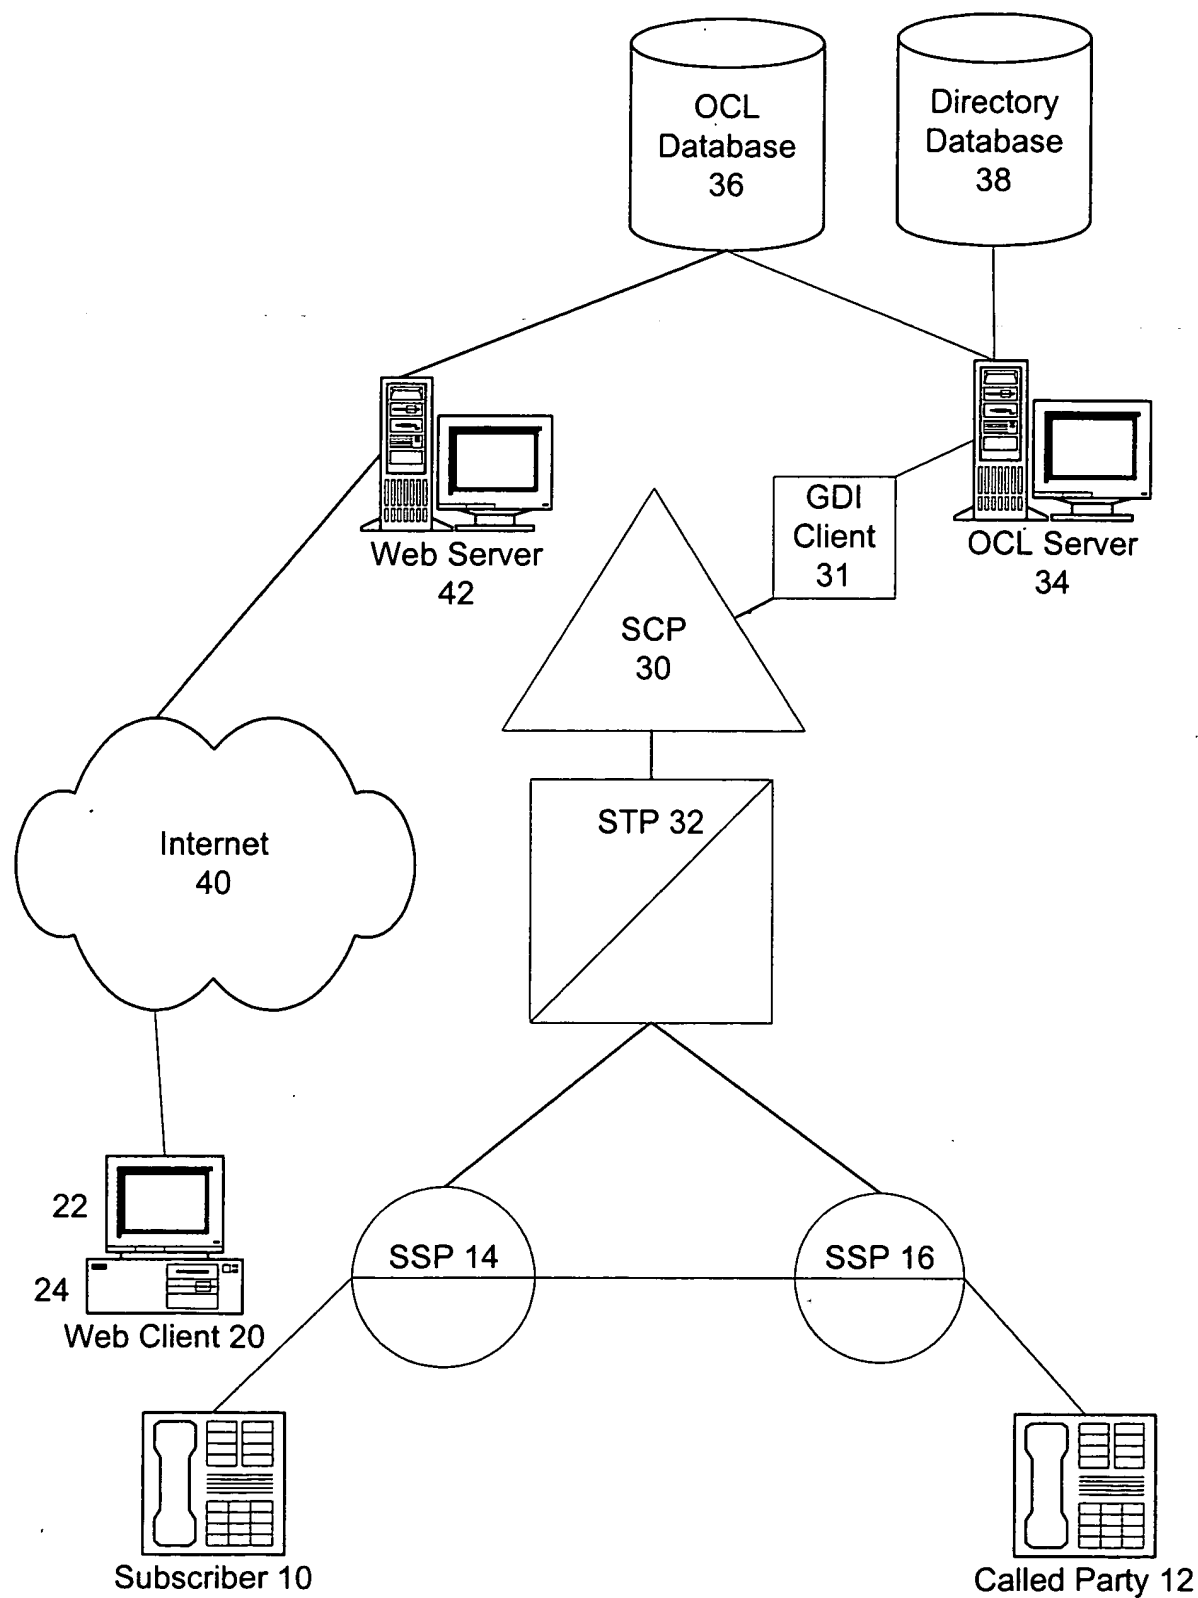 OCL
Database
36
Directory
Database
38
Web Server
42
GDI
Client
31
OCL Server
34
SCP
30
STP 32
Internet
40
22
24
Web Client 20
SSP 14
SSP 16
Subscriber 10
Called Party 12